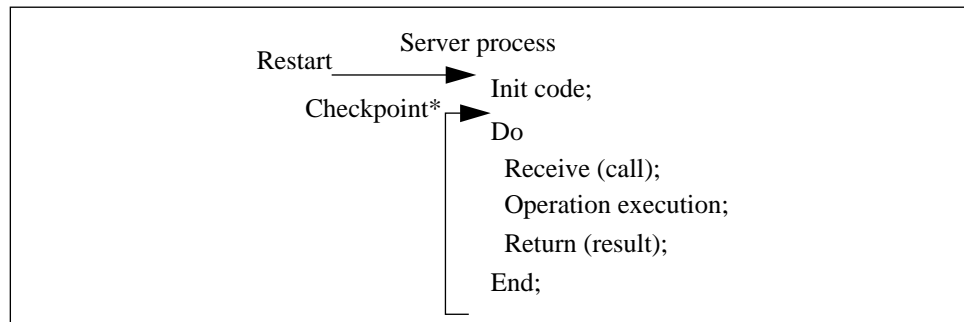 Server process
Restart
Init code;
Checkpoint*
Do
Receive (call);
Operation execution;
Return (result);
End;